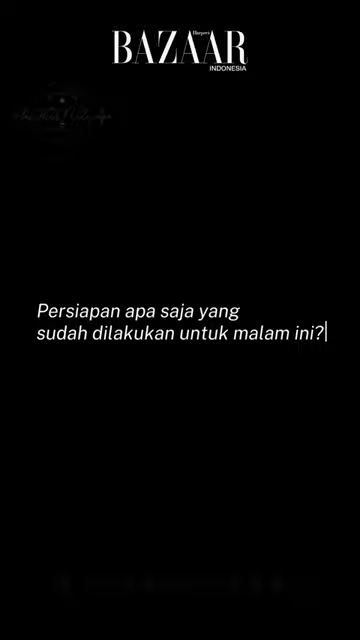 Harper's
BAZAAR
INDONESIA
Persiapan apa saja yang
sudah dilakukan untuk malam ini?